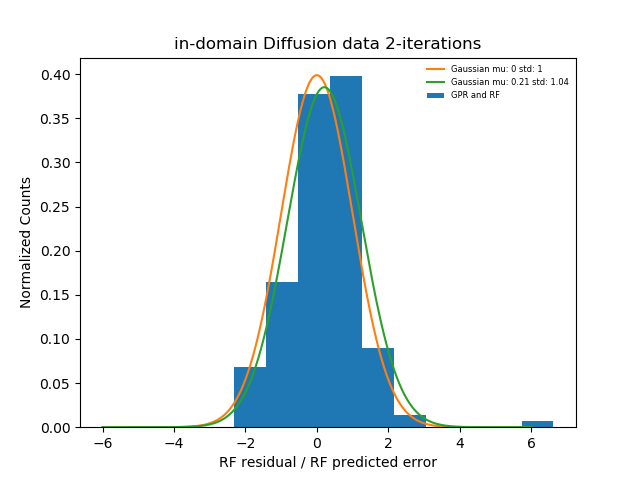 in-domain Diffusion data 2-iterations
Gaussian mu: 0 std: 1
Gaussian mu: 0.21 std: 1.04
GPR and RF
Normalized Counts
0.40
0.35
0.30
0.25
0.20
0.15
0.10
0.05
0.00
−6 −4 −2 0 2 4 6
RF residual / RF predicted error